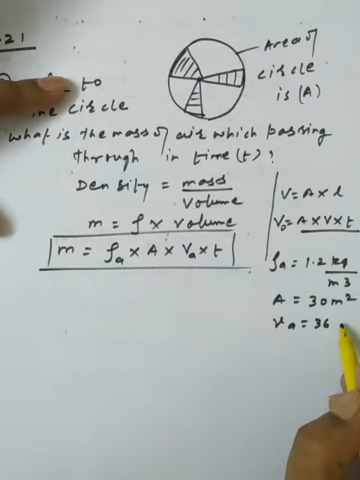 21
Area of
circle
is (A)
to
circle
what is the mass of air which passing
through in time (t) ?
Density = mass / Volume
m = ρ × volume
m = ρa × A × Va × t
V = A × l
V0 = A × V × t
ρa = 1.2 kg / m3
A = 30 m²
Va = 36